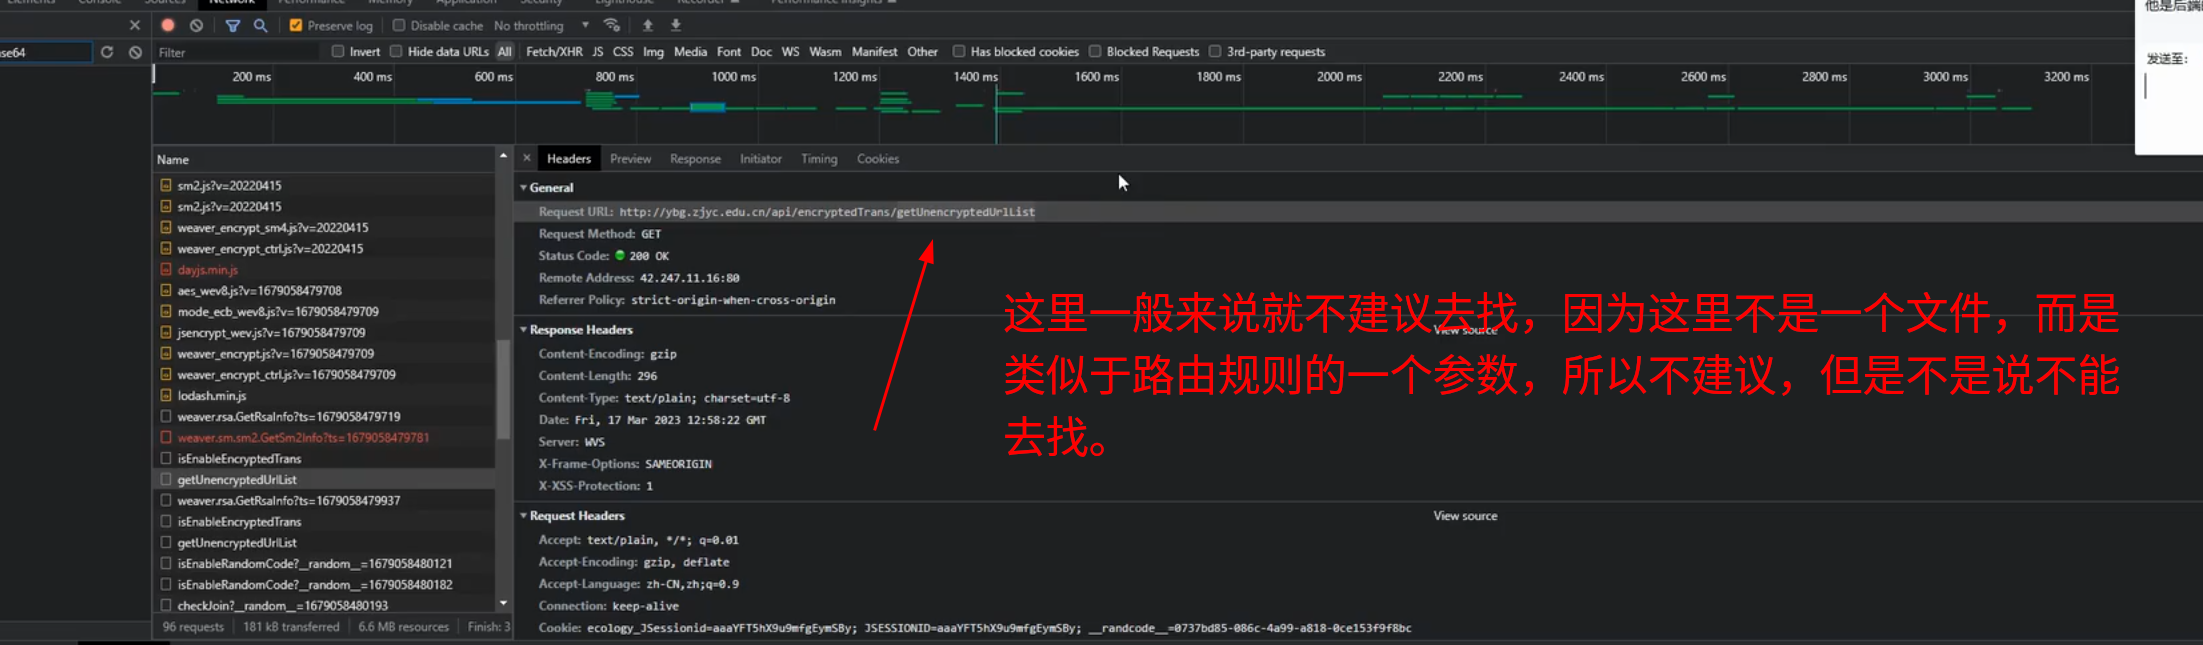 Elements Console Sources Network Performance Memory Application Security Lighthouse Recorder Performance insights
Preserve log Disable cache No throttling
se64
Filter Invert Hide data URLs All Fetch/XHR JS CSS Img Media Font Doc WS Wasm Manifest Other Has blocked cookies Blocked Requests 3rd-party requests
200 ms 400 ms 600 ms 800 ms 1000 ms 1200 ms 1400 ms 1600 ms 1800 ms 2000 ms 2200 ms 2400 ms 2600 ms 2800 ms 3000 ms 3200 ms
他是后端
发送至:
Name
sm2.js?v=20220415
sm2.js?v=20220415
weaver_encrypt_sm4.js?v=20220415
weaver_encrypt_ctrl.js?v=20220415
dayjs.min.js
aes_wev8.js?v=1679058479708
mode_ecb_wev8.js?v=1679058479709
jsencrypt_wev.js?v=1679058479709
weaver_encrypt.js?v=1679058479709
weaver_encrypt_ctrl.js?v=1679058479709
lodash.min.js
weaver.rsa.GetRsaInfo?ts=1679058479719
weaver.sm.sm2.GetSm2Info?ts=1679058479781
isEnableEncryptedTrans
getUnencryptedUrlList
weaver.rsa.GetRsaInfo?ts=1679058479937
isEnableEncryptedTrans
getUnencryptedUrlList
isEnableRandomCode?__random__=1679058480121
isEnableRandomCode?__random__=1679058480182
checkJoin?_random__=1679058480193
96 requests 181 kB transferred 6.6 MB resources Finish: 3
Headers Preview Response Initiator Timing Cookies
General
Request URL: http://ybg.zjyc.edu.cn/api/encryptedTrans/getUnencryptedUrlList
Request Method: GET
Status Code: 200 OK
Remote Address: 42.247.11.16:80
Referrer Policy: strict-origin-when-cross-origin
Response Headers View source
Content-Encoding: gzip
Content-Length: 296
Content-Type: text/plain; charset=utf-8
Date: Fri, 17 Mar 2023 12:58:22 GMT
Server: WVS
X-Frame-Options: SAMEORIGIN
X-XSS-Protection: 1
Request Headers View source
Accept: text/plain, */*; q=0.01
Accept-Encoding: gzip, deflate
Accept-Language: zh-CN,zh;q=0.9
Connection: keep-alive
Cookie: ecology_JSessionid=aaaYFT5hX9u9mfgEymSBy; JSESSIONID=aaaYFT5hX9u9mfgEymSBy; __randcode__=0737bd85-086c-4a99-a818-0ce153f9f8bc
这里一般来说就不建议去找，因为这里不是一个文件，而是
类似于路由规则的一个参数，所以不建议，但是不是说不能
去找。